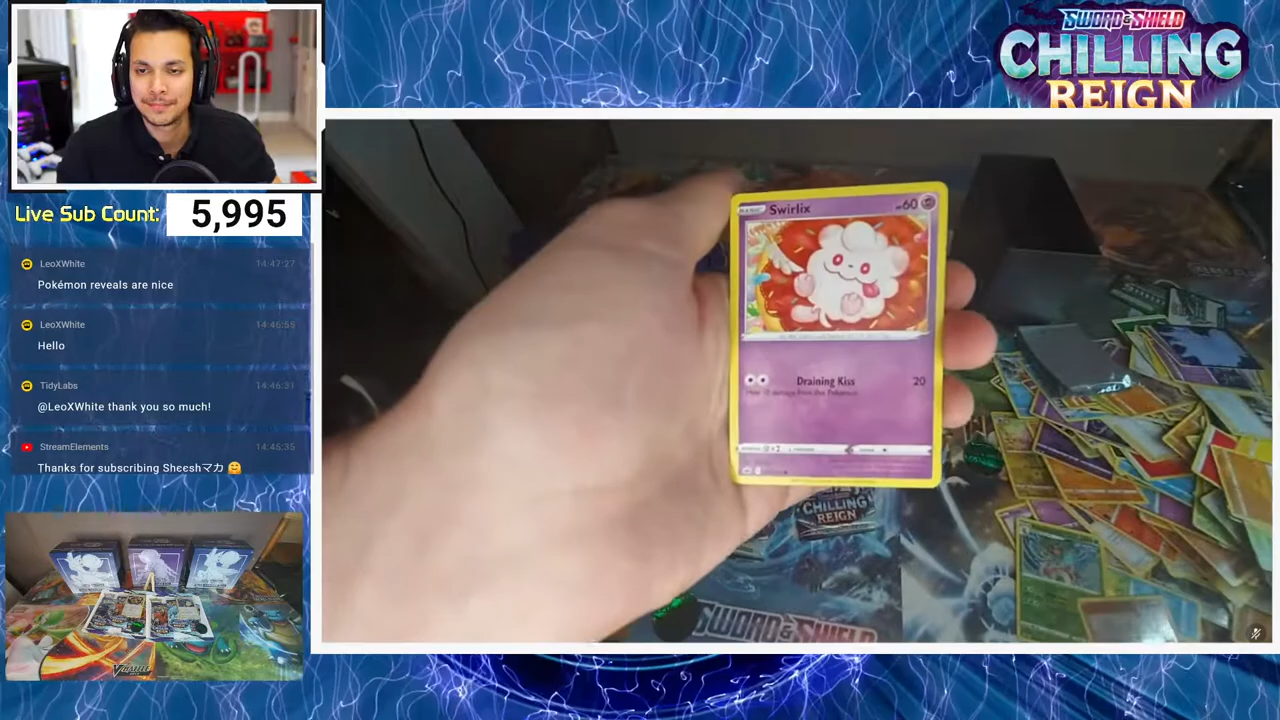 SWORD & SHIELD
CHILLING
REIGN
Live Sub Count: 5,995
LeoXWhite 14:47:27
Pokémon reveals are nice
LeoXWhite 14:46:55
Hello
TidyLabs 14:46:31
@LeoXWhite thank you so much!
StreamElements 14:45:35
Thanks for subscribing Shєєshマカ 🤗
Swirlix 60
Draining Kiss 20
CHILLING
REIGN
SWORD & SHIELD